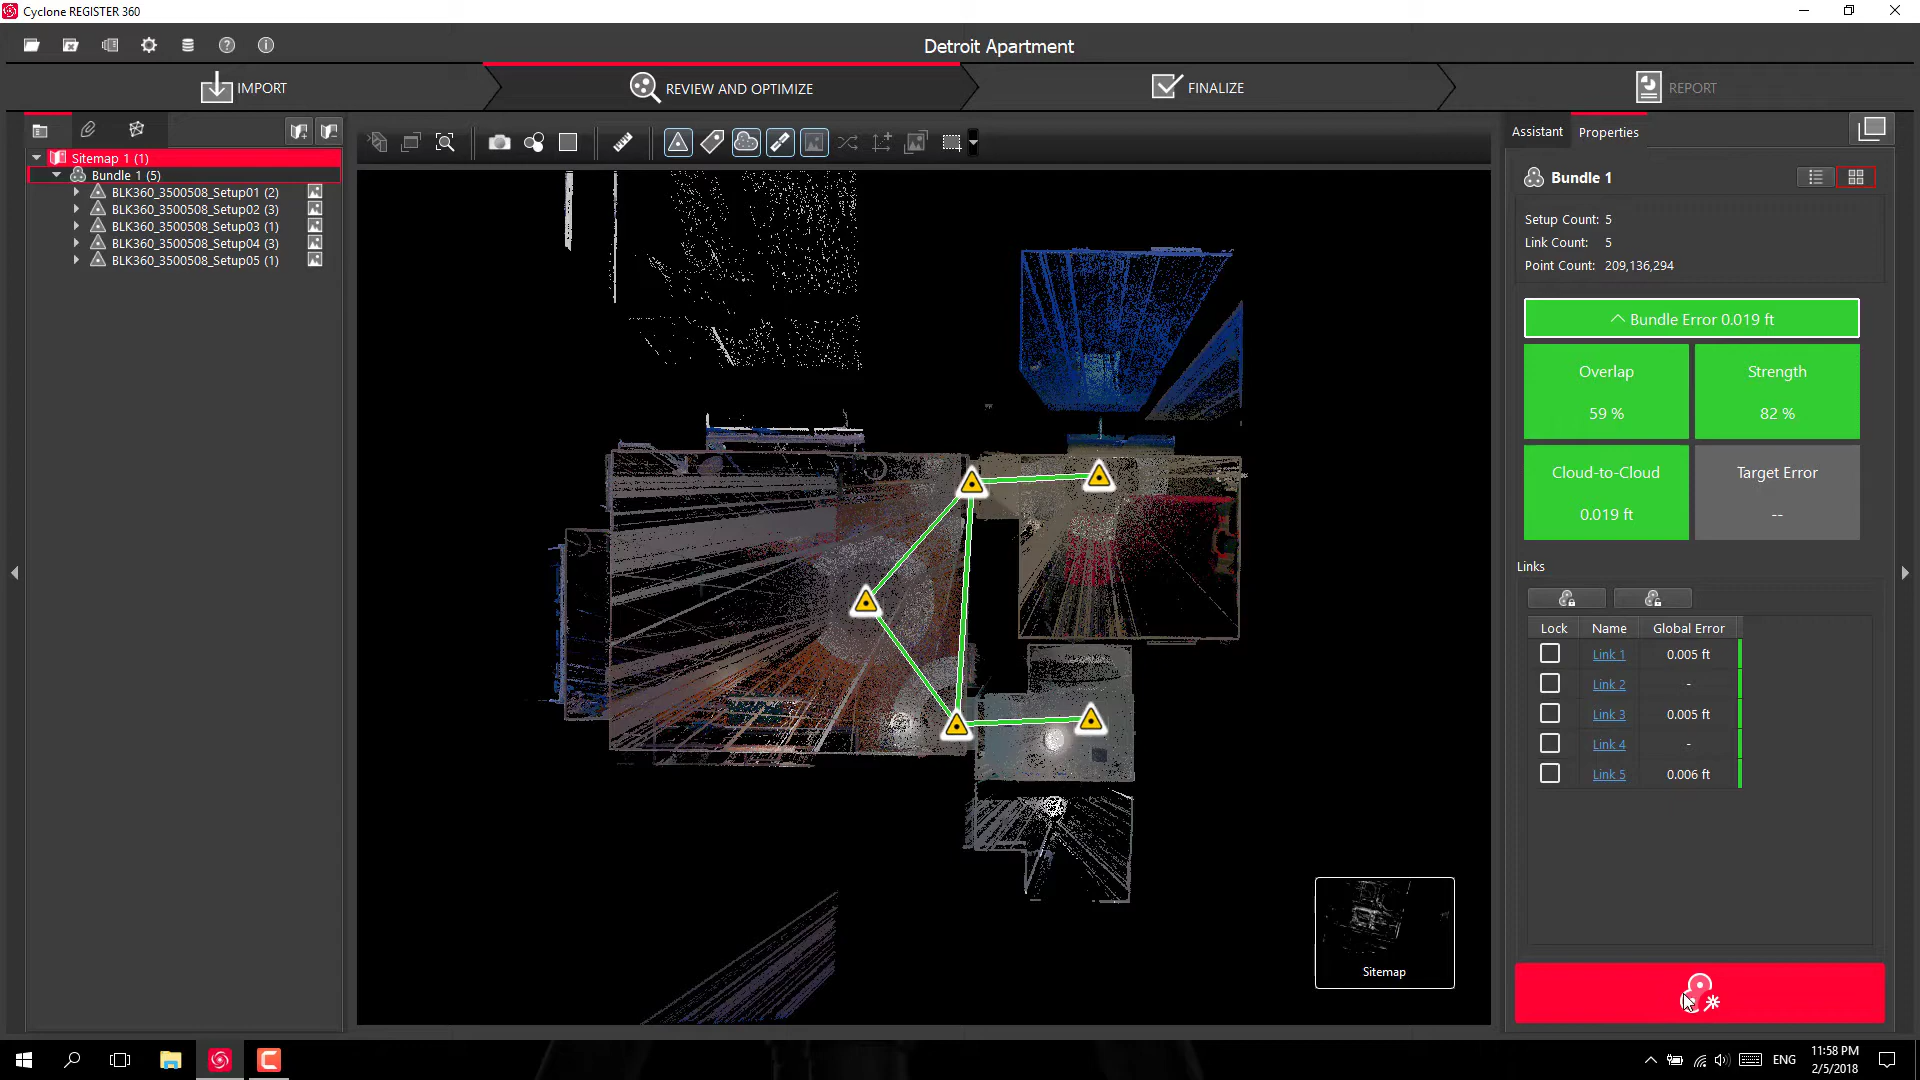 Cyclone REGISTER 360
Detroit Apartment
IMPORT
REVIEW AND OPTIMIZE
FINALIZE
REPORT
Sitemap 1 (1)
Bundle 1 (5)
BLK360_3500508_Setup01 (2)
BLK360_3500508_Setup02 (3)
BLK360_3500508_Setup03 (1)
BLK360_3500508_Setup04 (3)
BLK360_3500508_Setup05 (1)
Sitemap
Assistant Properties
Bundle 1
Setup Count: 5
Link Count: 5
Point Count: 209,136,294
Bundle Error 0.019 ft
Overlap
59 %
Strength
82 %
Cloud-to-Cloud
0.019 ft
Target Error
--
Links
Lock Name Global Error
Link 1 0.005 ft
Link 2 -
Link 3 0.005 ft
Link 4 -
Link 5 0.006 ft
ENG
11:58 PM
2/5/2018